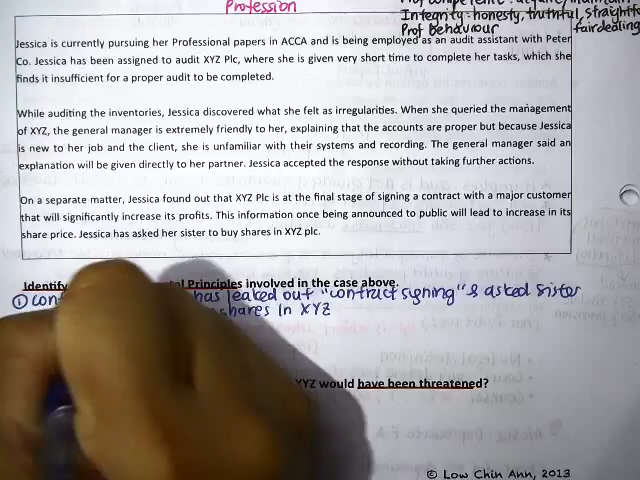 Profession
Integrity: honesty, truthful, straightfo
Prof behaviour fairdealing
Jessica is currently pursuing her Professional papers in ACCA and is being employed as an audit assistant with Peter
Co. Jessica has been assigned to audit XYZ Plc, where she is given very short time to complete her tasks, which she
finds it insufficient for a proper audit to be completed.
While auditing the inventories, Jessica discovered what she felt as irregularities. When she queried the management
of XYZ, the general manager is extremely friendly to her, explaining that the accounts are proper but because Jessica
is new to her job and the client, she is unfamiliar with their systems and recording. The general manager said an
explanation will be given directly to her partner. Jessica accepted the response without taking further actions.
On a separate matter, Jessica found out that XYZ Plc is at the final stage of signing a contract with a major customer
that will significantly increase its profits. This information once being announced to public will lead to increase in its
share price. Jessica has asked her sister to buy shares in XYZ plc.
Identify Principles involved in the case above.
① conf has leaked out "contract signing" & asked sister
shares in XYZ
XYZ would have been threatened?
© Low Chin Ann, 2013